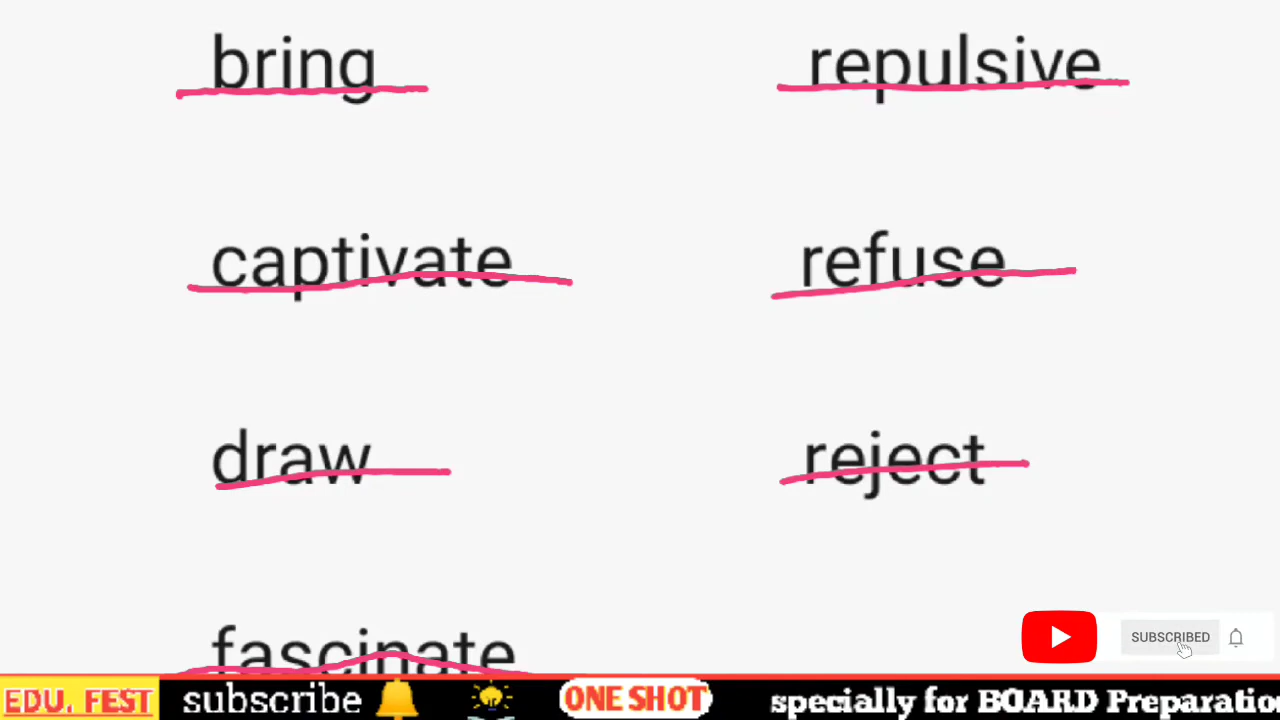 bring repulsive
captivate refuse
draw reject
fascinate
SUBSCRIBED
EDU. FEST subscribe ONE SHOT specially for BOARD Preparatio